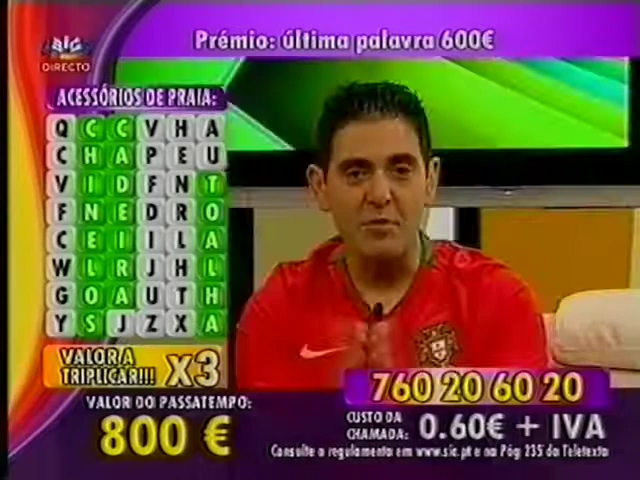 Prémio: última palavra 600€
SIC
DIRECTO
ACESSÓRIOS DE PRAIA:
Q C C V H A
C H A P E U
V I D F N T
F N E D R O
C E I I L A
W L R J H L
G O A U T H
Y S J Z X A
VALOR A
TRIPLICAR!!! X3
760 20 60 20
VALOR DO PASSATEMPO:
800 €
CUSTO DA
CHAMADA: 0.60€ + IVA
Consulte o regulamento em www.sic.pt e na Pág 235 do Teletexto